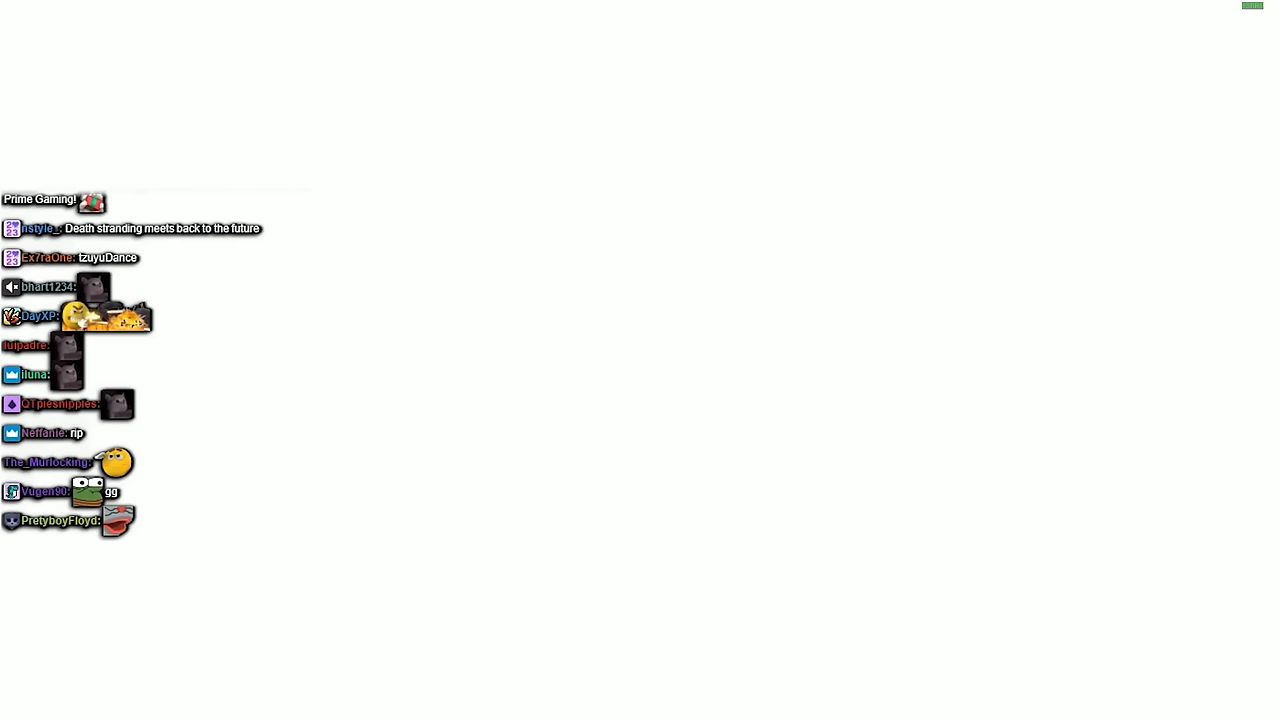 Prime Gaming!
nstyle_: Death stranding meets back to the future
Ex7raOne: tzuyuDance
bhart1234:
DayXP:
luipadre:
iluna:
QTpiesnipples:
Neffanie: rip
The_Murlocking:
Vugen90: gg
PretyboyFloyd: